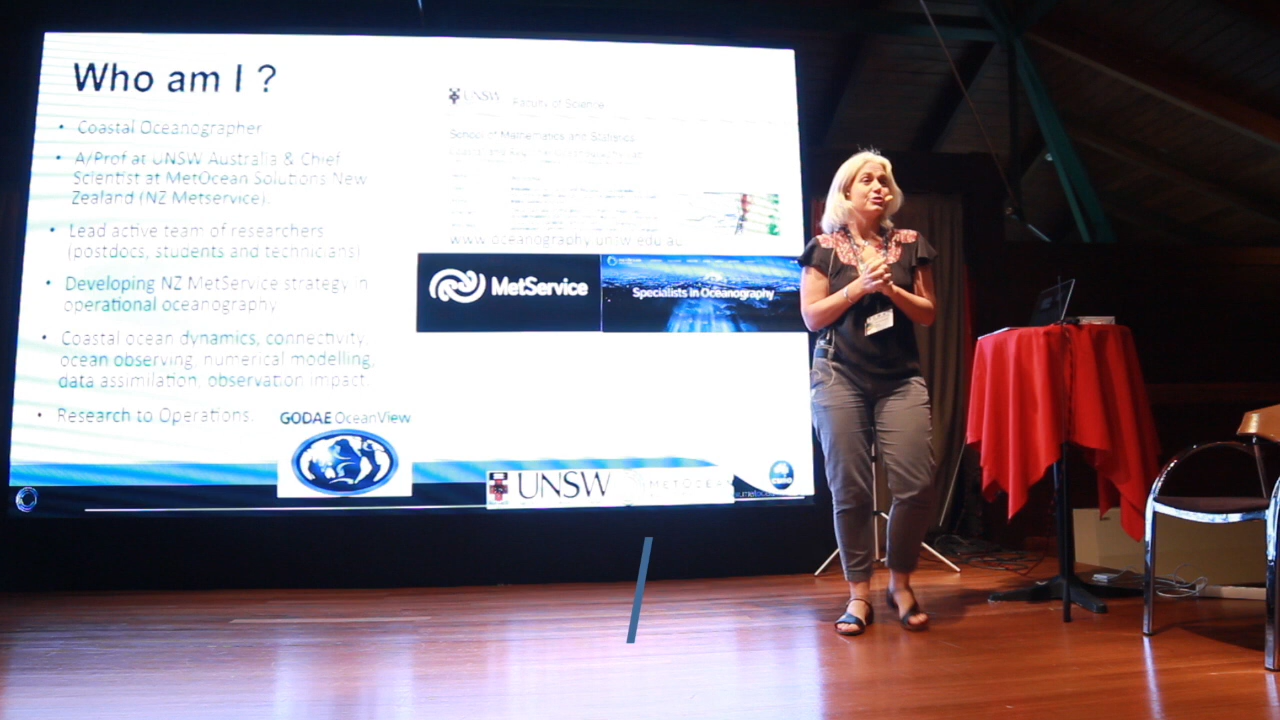 Who am I ?
• Coastal Oceanographer
• A/Prof at UNSW Australia & Chief
Scientist at MetOcean Solutions New
Zealand (NZ Metservice).
• Lead active team of researchers
(postdocs, students and technicians)
• Developing NZ MetService strategy in
operational oceanography
• Coastal ocean dynamics, connectivity,
ocean observing, numerical modelling,
data assimilation, observation impact.
• Research to Operations.
GODAE OceanView
UNSW
Faculty of Science
School of Mathematics and Statistics
www.oceanography.unsw.edu.au
MetService
Specialists in Oceanography
UNSW
METOCEAN